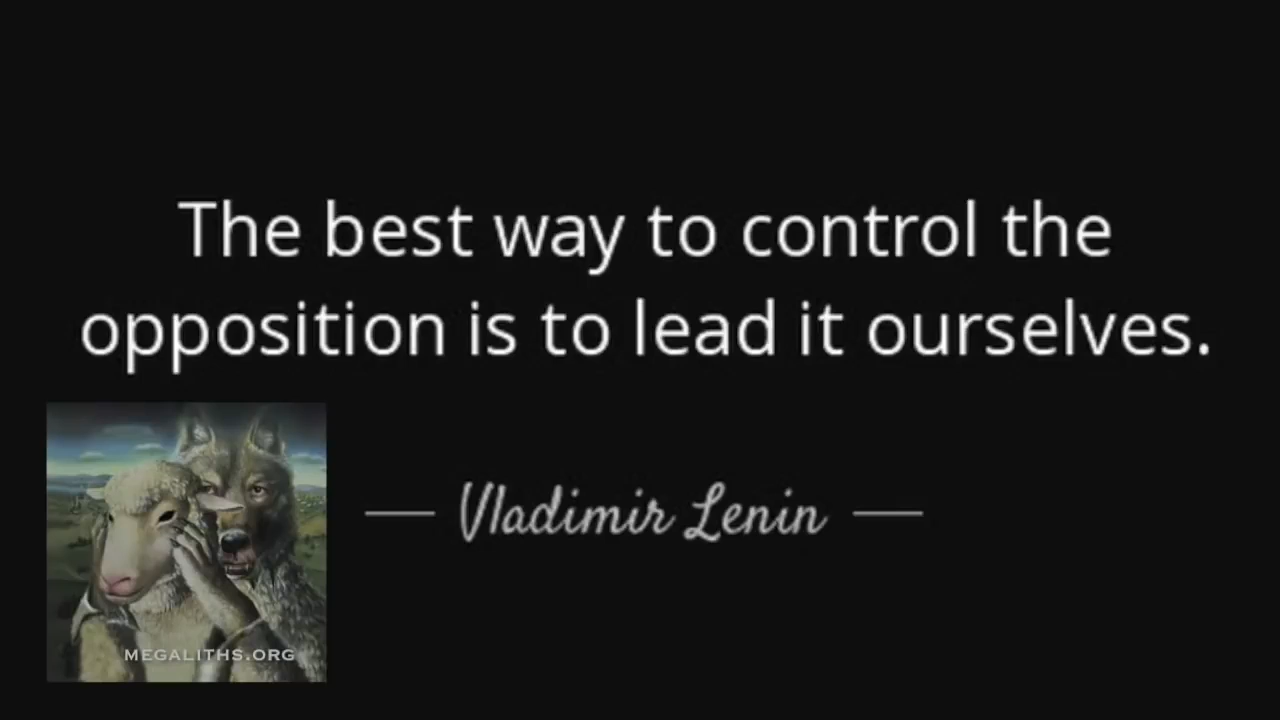 The best way to control the
opposition is to lead it ourselves.
— Vladimir Lenin —
MEGALITHS.ORG